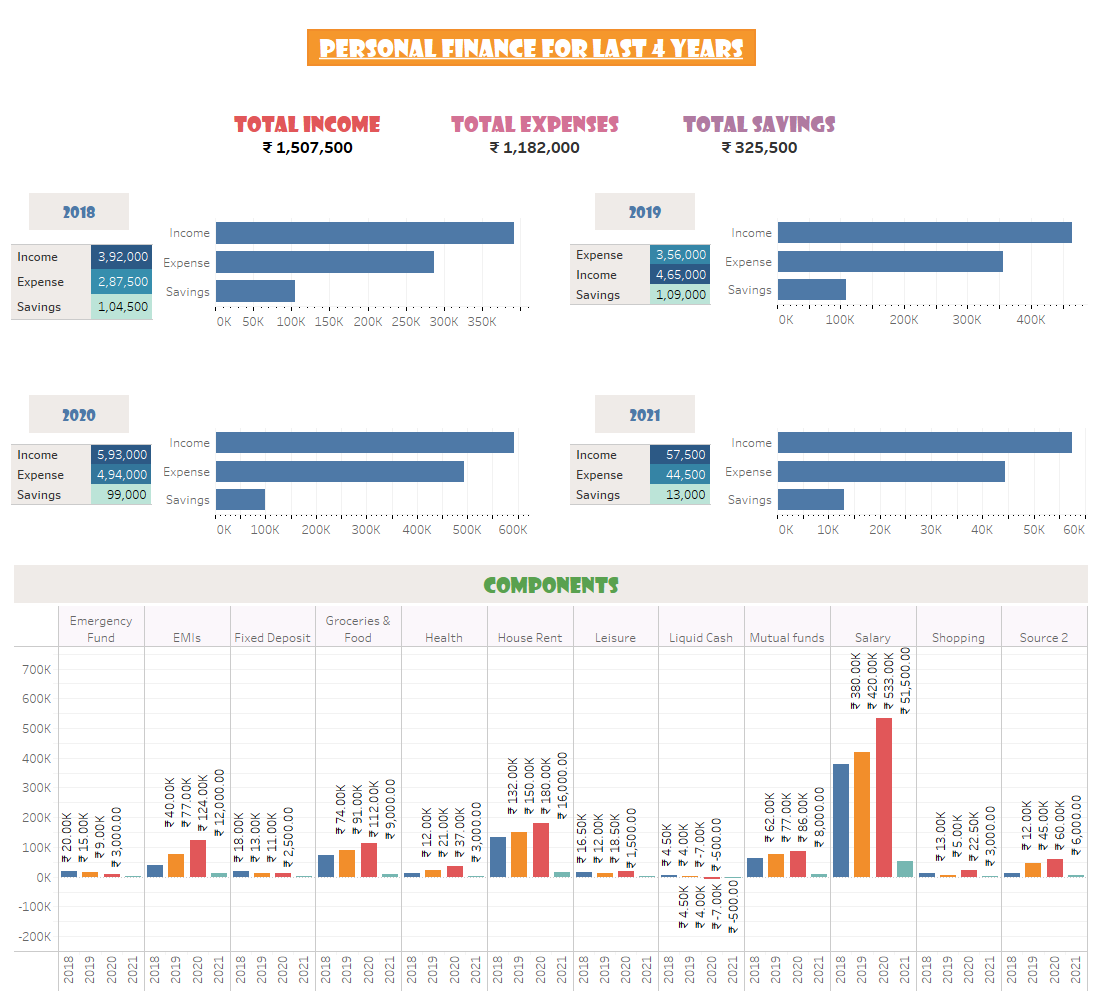 PERSONAL FINANCE FOR LAST 4 YEARS
TOTAL INCOME
₹ 1,507,500
TOTAL EXPENSES
₹ 1,182,000
TOTAL SAVINGS
₹ 325,500
2018
Income 3,92,000
Expense 2,87,500
Savings 1,04,500
Income
Expense
Savings
0K 50K 100K 150K 200K 250K 300K 350K
2019
Expense 3,56,000
Income 4,65,000
Savings 1,09,000
Income
Expense
Savings
0K 100K 200K 300K 400K
2020
Income 5,93,000
Expense 4,94,000
Savings 99,000
Income
Expense
Savings
0K 100K 200K 300K 400K 500K 600K
2021
Income 57,500
Expense 44,500
Savings 13,000
Income
Expense
Savings
0K 10K 20K 30K 40K 50K 60K
COMPONENTS
Emergency
Fund
EMIs
Fixed Deposit
Groceries &
Food
Health
House Rent
Leisure
Liquid Cash
Mutual funds
Salary
Shopping
Source 2
700K
600K
500K
400K
300K
200K
100K
0K
-100K
-200K
₹ 20.00K
₹ 15.00K
₹ 9.00K
₹ 3,000.00
₹ 40.00K
₹ 77.00K
₹ 124.00K
₹ 12,000.00
₹ 18.00K
₹ 13.00K
₹ 11.00K
₹ 2,500.00
₹ 74.00K
₹ 91.00K
₹ 112.00K
₹ 9,000.00
₹ 12.00K
₹ 21.00K
₹ 37.00K
₹ 3,000.00
₹ 132.00K
₹ 150.00K
₹ 180.00K
₹ 16,000.00
₹ 16.50K
₹ 12.00K
₹ 18.50K
₹ 1,500.00
₹ 4.50K
₹ 4.00K
₹ -7.00K
₹ -500.00
₹ 4.50K
₹ 4.00K
₹ -7.00K
₹ -500.00
₹ 62.00K
₹ 77.00K
₹ 86.00K
₹ 8,000.00
₹ 380.00K
₹ 420.00K
₹ 533.00K
₹ 51,500.00
₹ 13.00K
₹ 5.00K
₹ 22.50K
₹ 3,000.00
₹ 12.00K
₹ 45.00K
₹ 60.00K
₹ 6,000.00
2018 2019 2020 2021 2018 2019 2020 2021 2018 2019 2020 2021 2018 2019 2020 2021 2018 2019 2020 2021 2018 2019 2020 2021 2018 2019 2020 2021 2018 2019 2020 2021 2018 2019 2020 2021 2018 2019 2020 2021 2018 2019 2020 2021 2018 2019 2020 2021